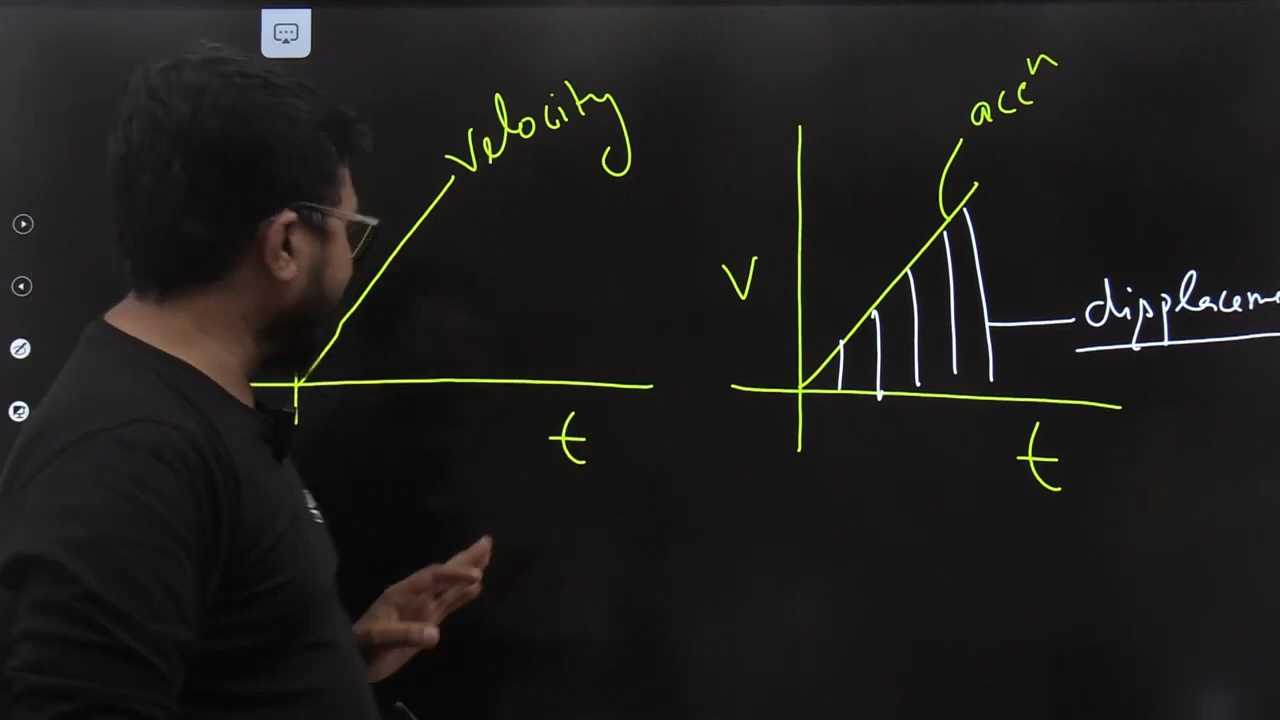 velocity
t
accⁿ
v
displaceme
t